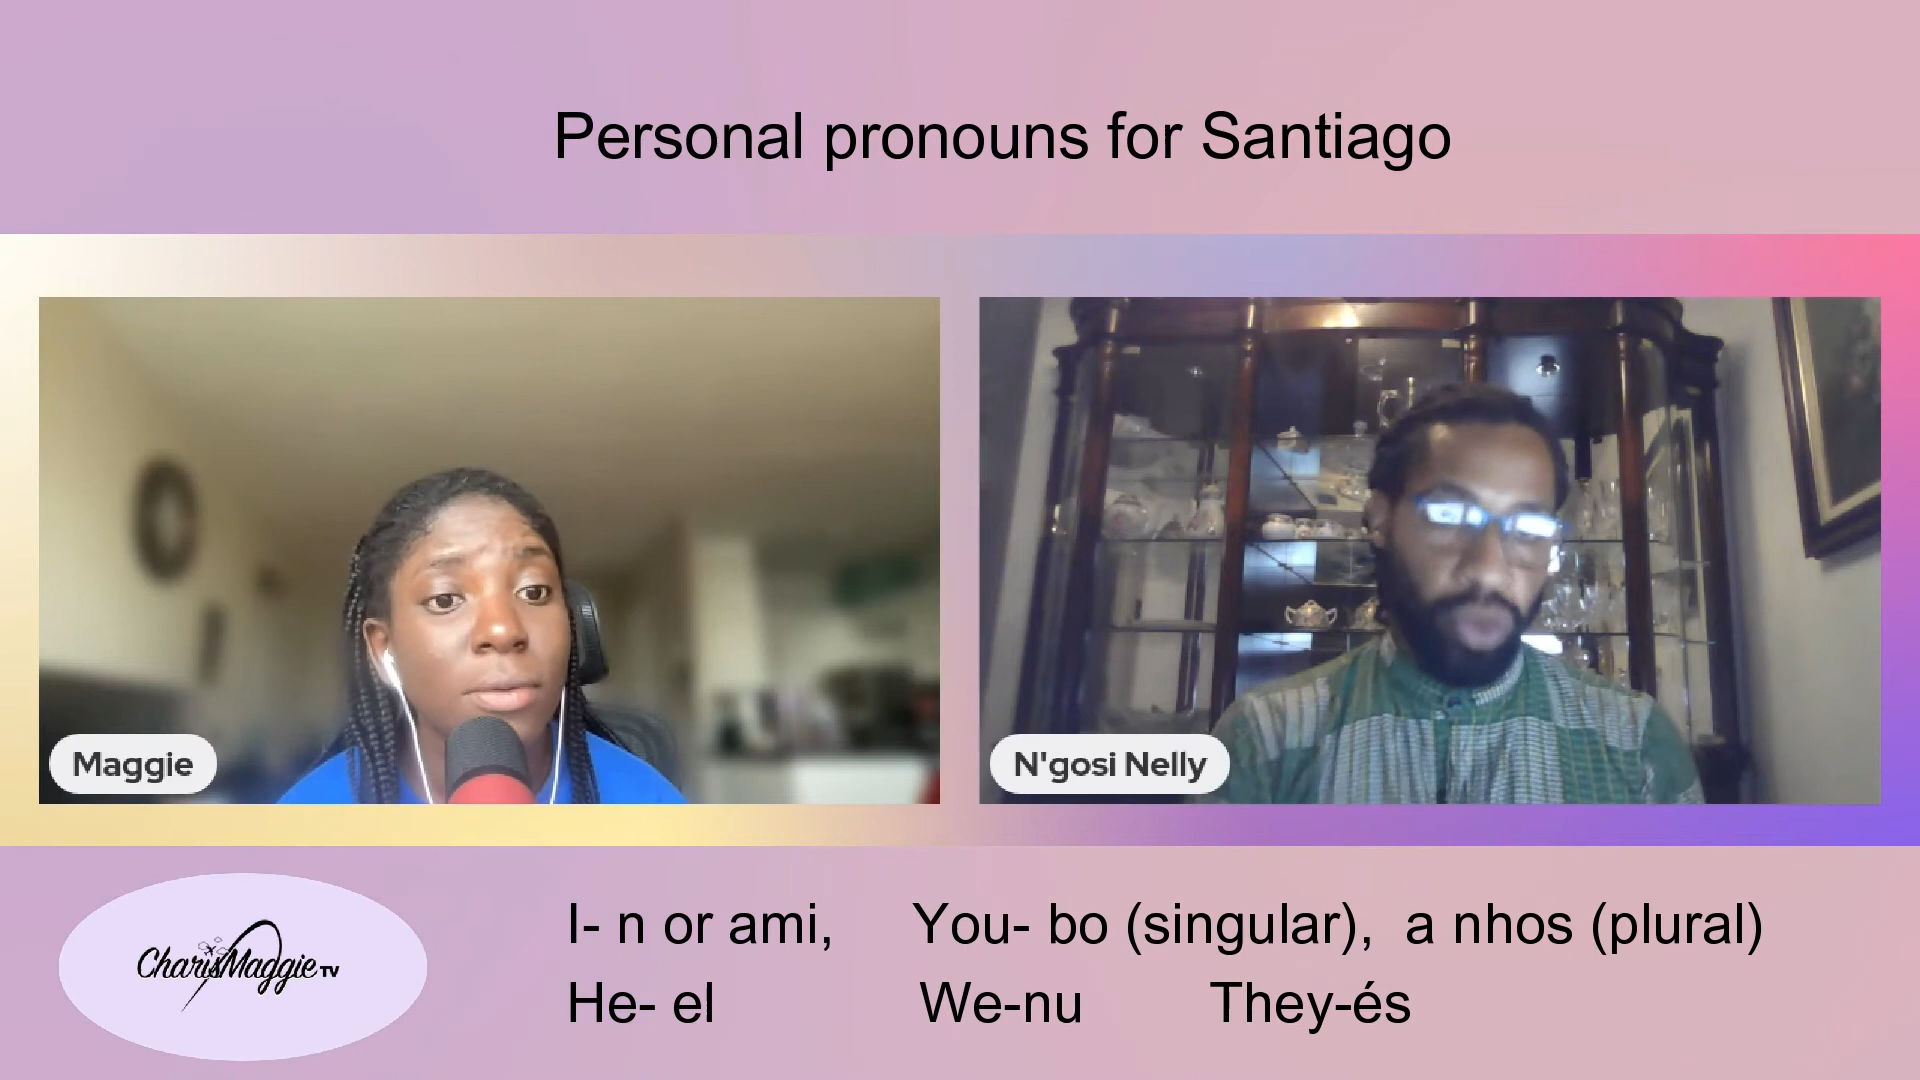 Personal pronouns for Santiago
Maggie
N'gosi Nelly
CharisMaggie TV
I- n or ami, You- bo (singular), a nhos (plural)
He- el We-nu They-és